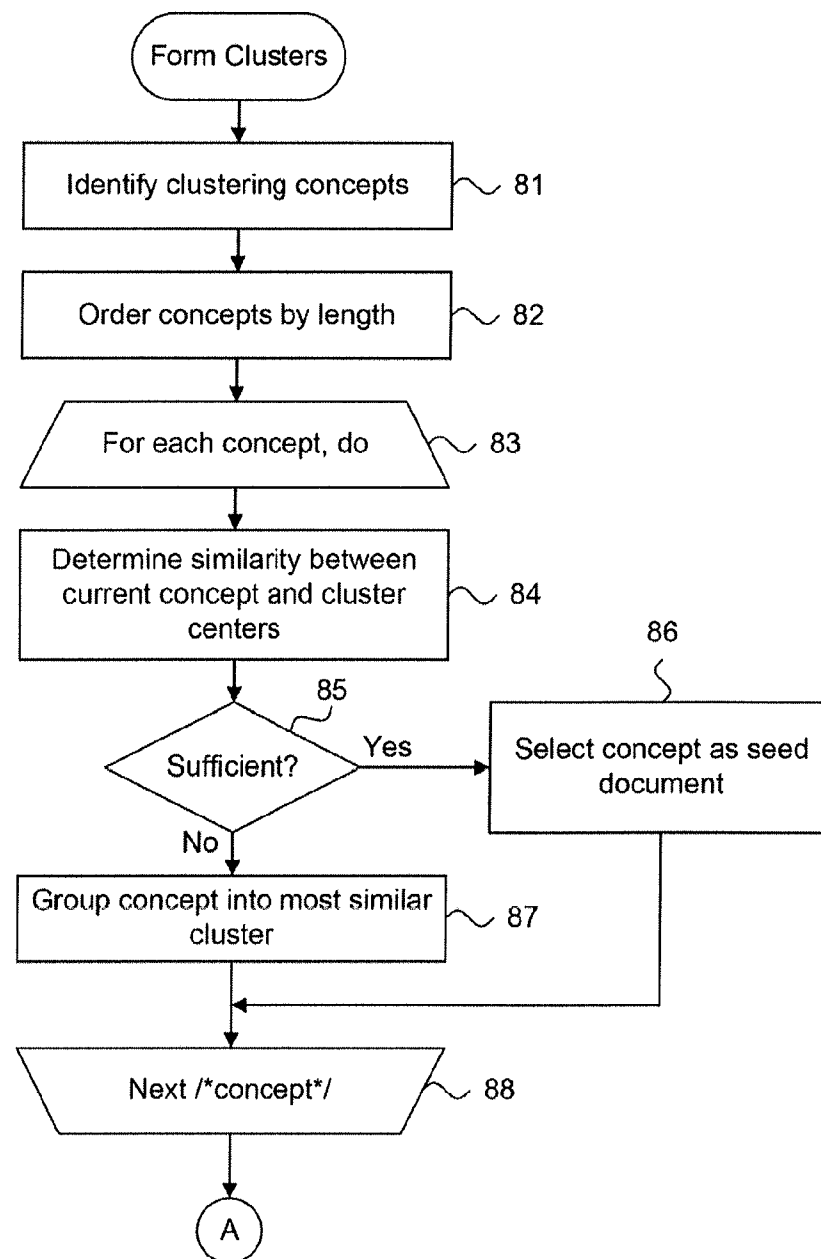 Form Clusters
Identify clustering concepts
81
Order concepts by length
82
For each concept, do
83
Determine similarity between
current concept and cluster
centers
84
85
Sufficient?
Yes
86
Select concept as seed
document
No
Group concept into most similar
cluster
87
Next /*concept*/
88
A